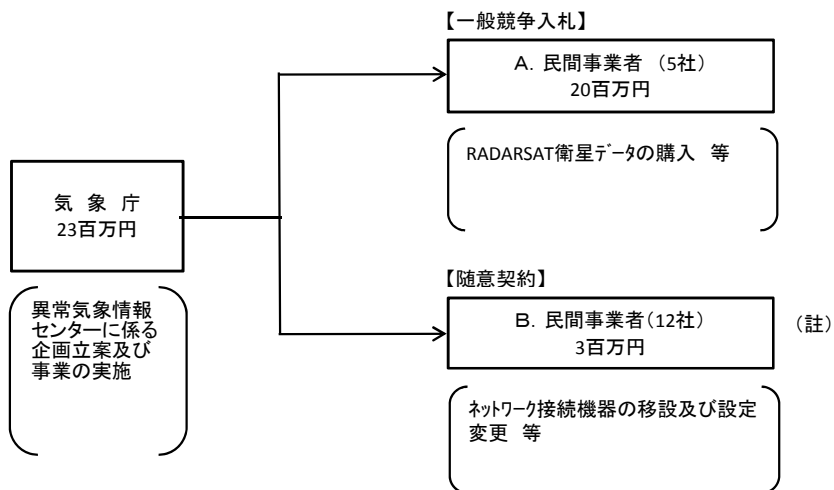 【一般競争入札】
A. 民間事業者 (5社)
20百万円
RADARSAT衛星ﾃﾞｰﾀの購入 等
気 象 庁
23百万円
異常気象情報
センターに係る
企画立案及び
事業の実施
【随意契約】
B. 民間事業者(12社)
3百万円
(註)
ﾈｯﾄﾜｰｸ接続機器の移設及び設定
変更 等